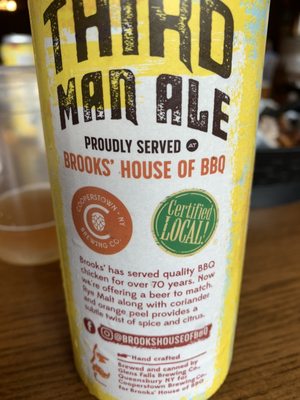 THIRD
MAN ALE
PROUDLY SERVED AT
BROOKS' HOUSE OF BBQ
COOPERSTOWN · NY
C
BREWING CO.
Certified
LOCAL!
Brooks' has served quality BBQ
chicken for over 70 years. Now
we're offering a beer to match.
Rye Malt along with coriander
and orange peel provides a
subtle twist of spice and citrus.
@BROOKSHOUSEOFBBQ
Hand crafted
Brewed and canned by
Glens Falls Brewing Co.,
Queensbury NY for
Cooperstown Brewing Co.
for Brooks' House of BBQ